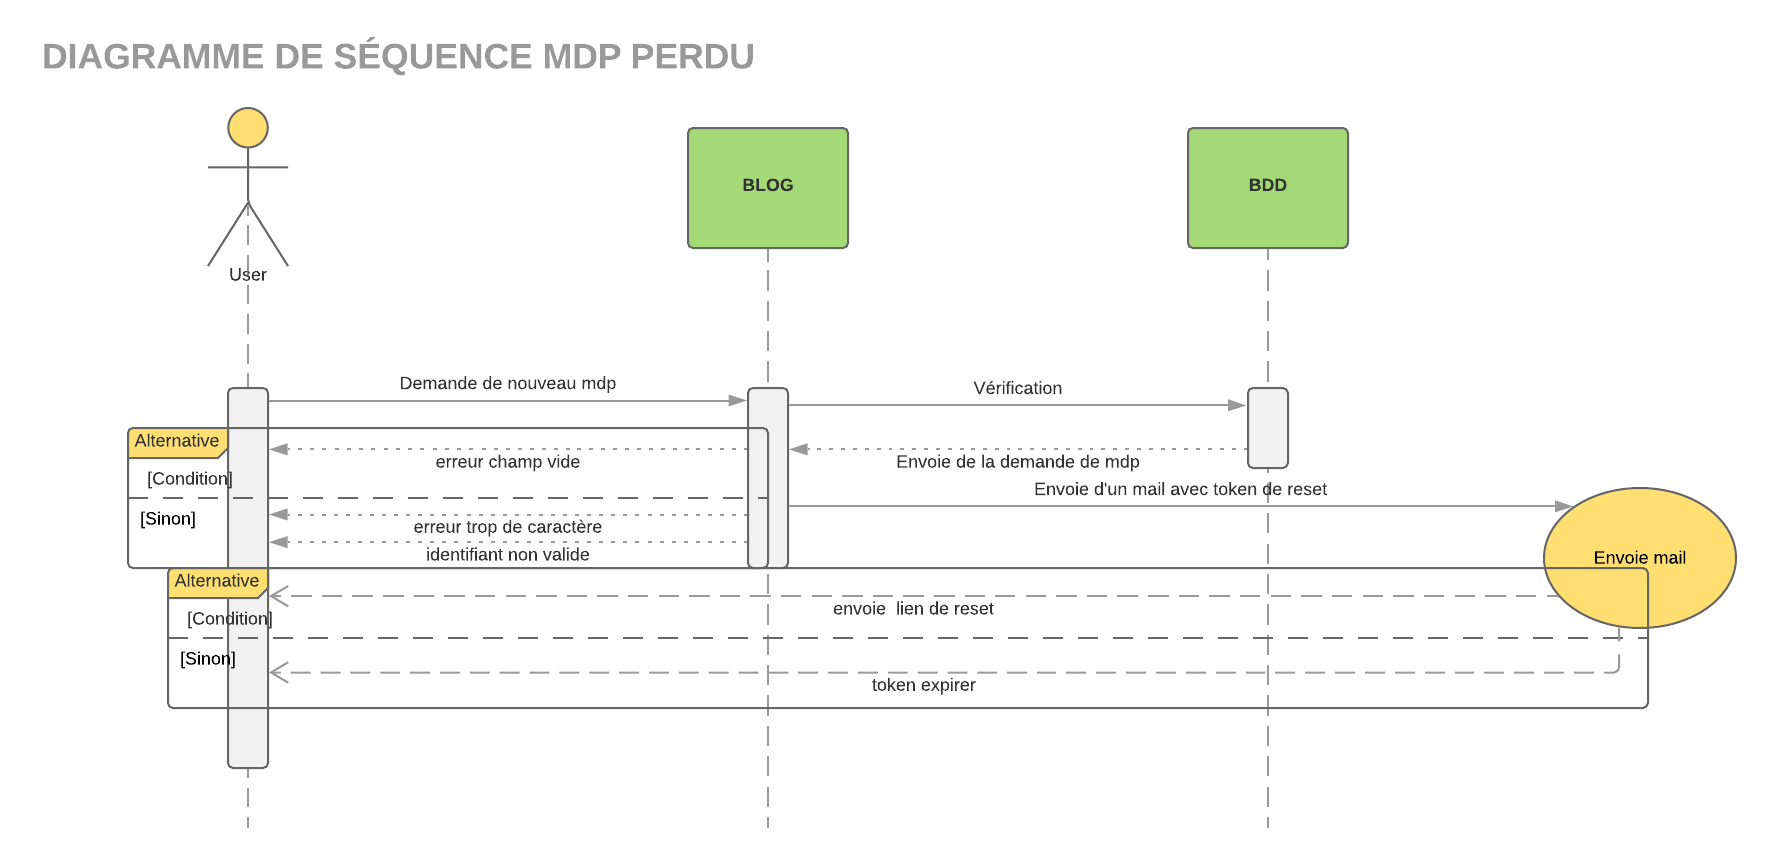 DIAGRAMME DE SÉQUENCE MDP PERDU
BLOG
BDD
User
Demande de nouveau mdp
Vérification
Alternative
erreur champ vide
Envoie de la demande de mdp
[Condition]
Envoie d'un mail avec token de reset
[Sinon]
erreur trop de caractère
identifiant non valide
Envoie mail
Alternative
envoie  lien de reset
[Condition]
[Sinon]
token expirer